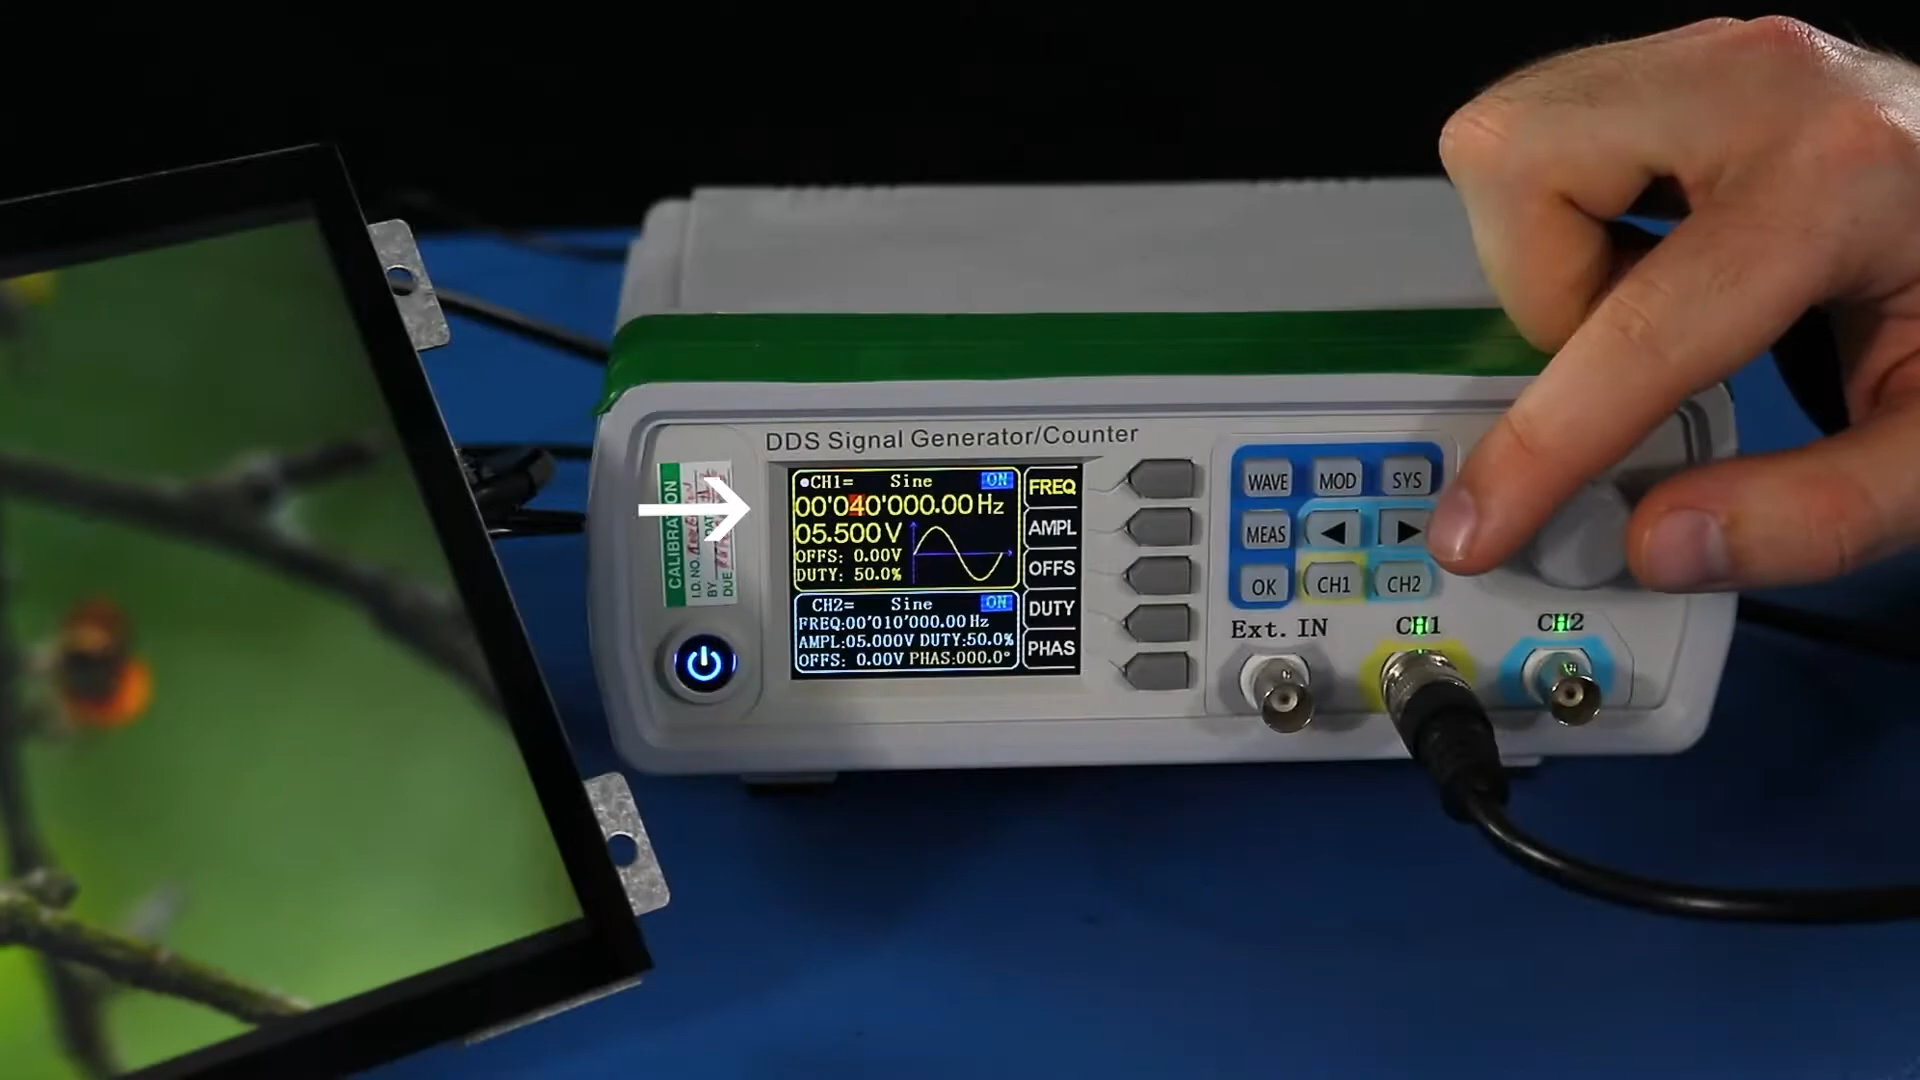 DDS Signal Generator/Counter
CALIBRATION
I.D. NO.
BY
DUE
CH1= Sine ON
00'040'000.00 Hz
05.500 V
OFFS: 0.00V
DUTY: 50.0%
CH2= Sine ON
FREQ:00'010'000.00 Hz
AMPL:05.000V DUTY:50.0%
OFFS: 0.00V PHAS:000.0°
FREQ
AMPL
OFFS
DUTY
PHAS
WAVE MOD SYS
MEAS
OK CH1 CH2
Ext. IN CH1 CH2